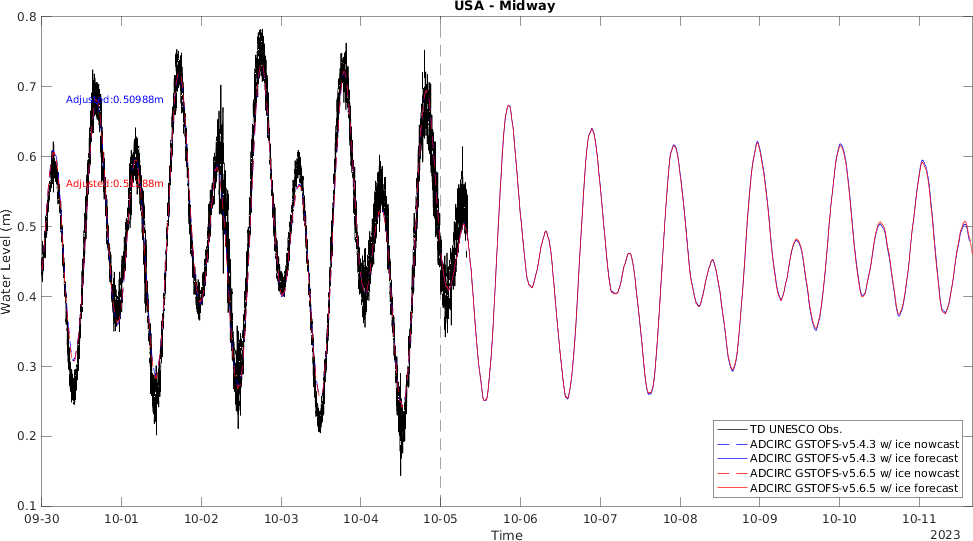 USA - Midway
0.8
0.7
0.6
0.5
0.4
0.3
0.2
0.1
Water Level (m)
Adjusted:0.50988m
09-30
10-01
10-02
10-03
10-04
10-05
10-06
10-07
10-08
10-09
10-10
10-11
Time
2023
TD UNESCO Obs.
ADCIRC GSTOFS-v5.4.3 w/ ice nowcast
ADCIRC GSTOFS-v5.4.3 w/ ice forecast
ADCIRC GSTOFS-v5.6.5 w/ ice nowcast
ADCIRC GSTOFS-v5.6.5 w/ ice forecast